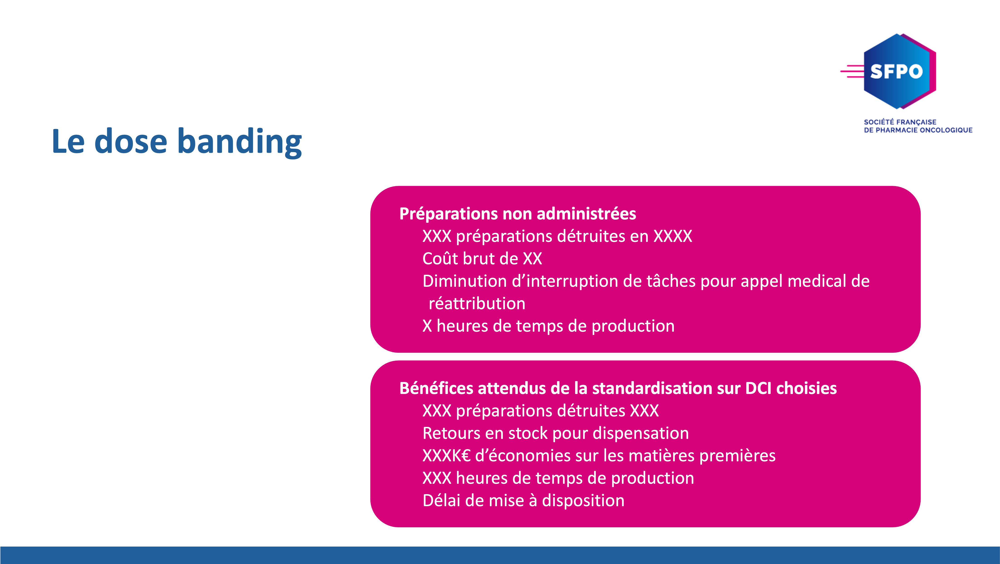 SFPO
SOCIÉTÉ FRANÇAISE
DE PHARMACIE ONCOLOGIQUE
Le dose banding
Préparations non administrées
XXX préparations détruites en XXXX
Coût brut de XX
Diminution d’interruption de tâches pour appel medical de
réattribution
X heures de temps de production
Bénéfices attendus de la standardisation sur DCI choisies
XXX préparations détruites XXX
Retours en stock pour dispensation
XXXK€ d’économies sur les matières premières
XXX heures de temps de production
Délai de mise à disposition